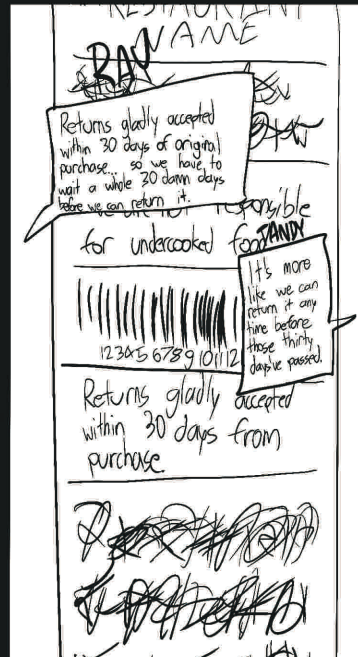 RESTAURANT
NAME
RAY
Returns gladly accepted
within 30 days of original
purchase... so we have to
wait a whole 30 damn days
before we can return it.
responsible
for undercooked food
TANDY
It's more
like we can
return it any
time before
those thirty
days've passed.
123456789101112
Returns gladly accepted
within 30 days from
purchase